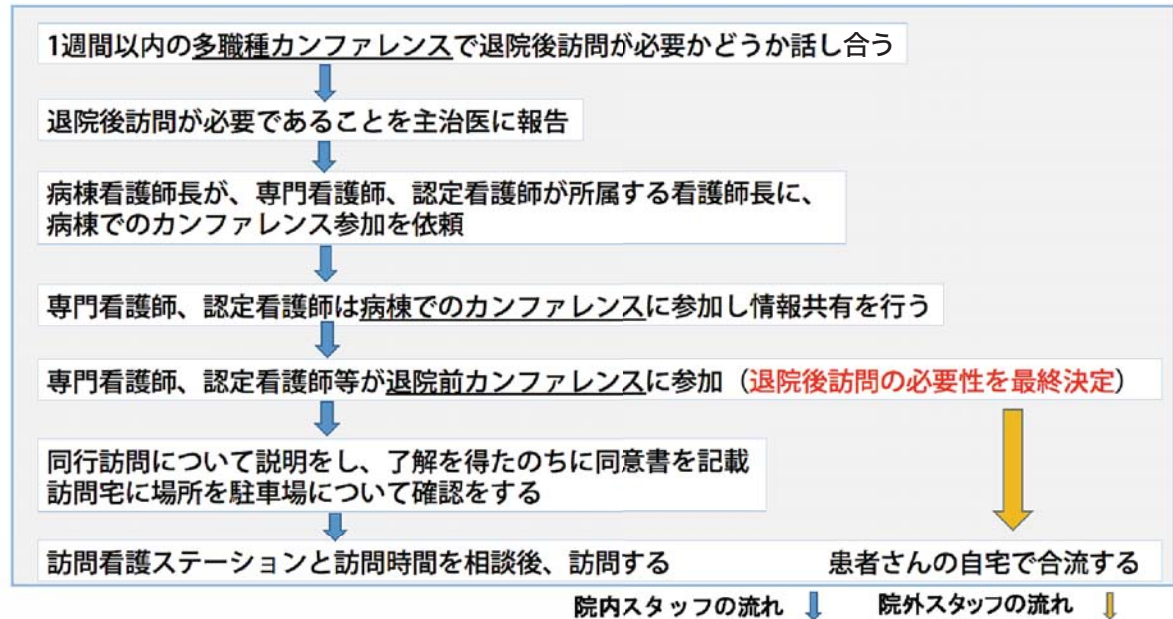 1週間以内の多職種カンファレンスで退院後訪問が必要かどうか話し合う
退院後訪問が必要であることを主治医に報告
病棟看護師長が、専門看護師、認定看護師が所属する看護師長に、
病棟でのカンファレンス参加を依頼
専門看護師、認定看護師は病棟でのカンファレンスに参加し情報共有を行う
専門看護師、認定看護師等が退院前カンファレンスに参加（退院後訪問の必要性を最終決定）
同行訪問について説明をし、了解を得たのちに同意書を記載
訪問宅に場所を駐車場について確認をする
訪問看護ステーションと訪問時間を相談後、訪問する　患者さんの自宅で合流する
院内スタッフの流れ　院外スタッフの流れ